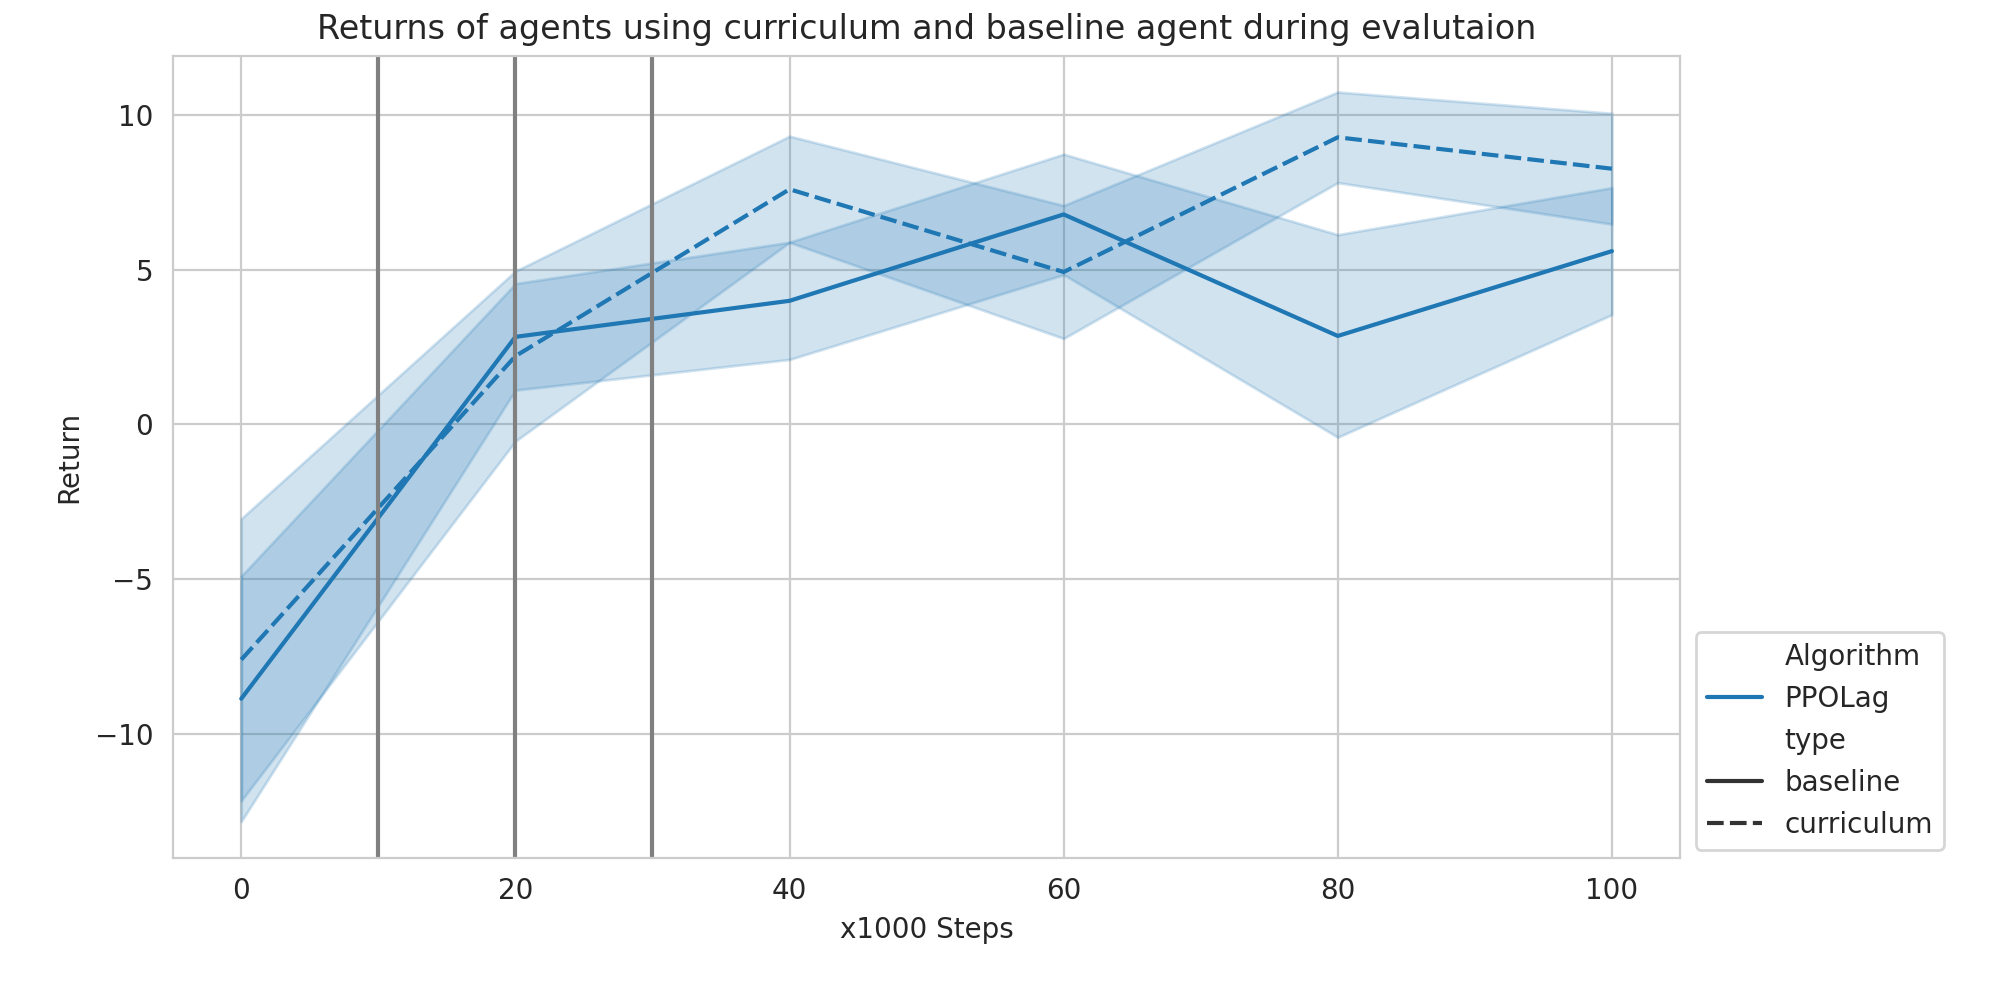 Returns of agents using curriculum and baseline agent during evalutaion
10
5
0
−5
−10
Return
0 20 40 60 80 100
x1000 Steps
Algorithm
PPOLag
type
baseline
curriculum